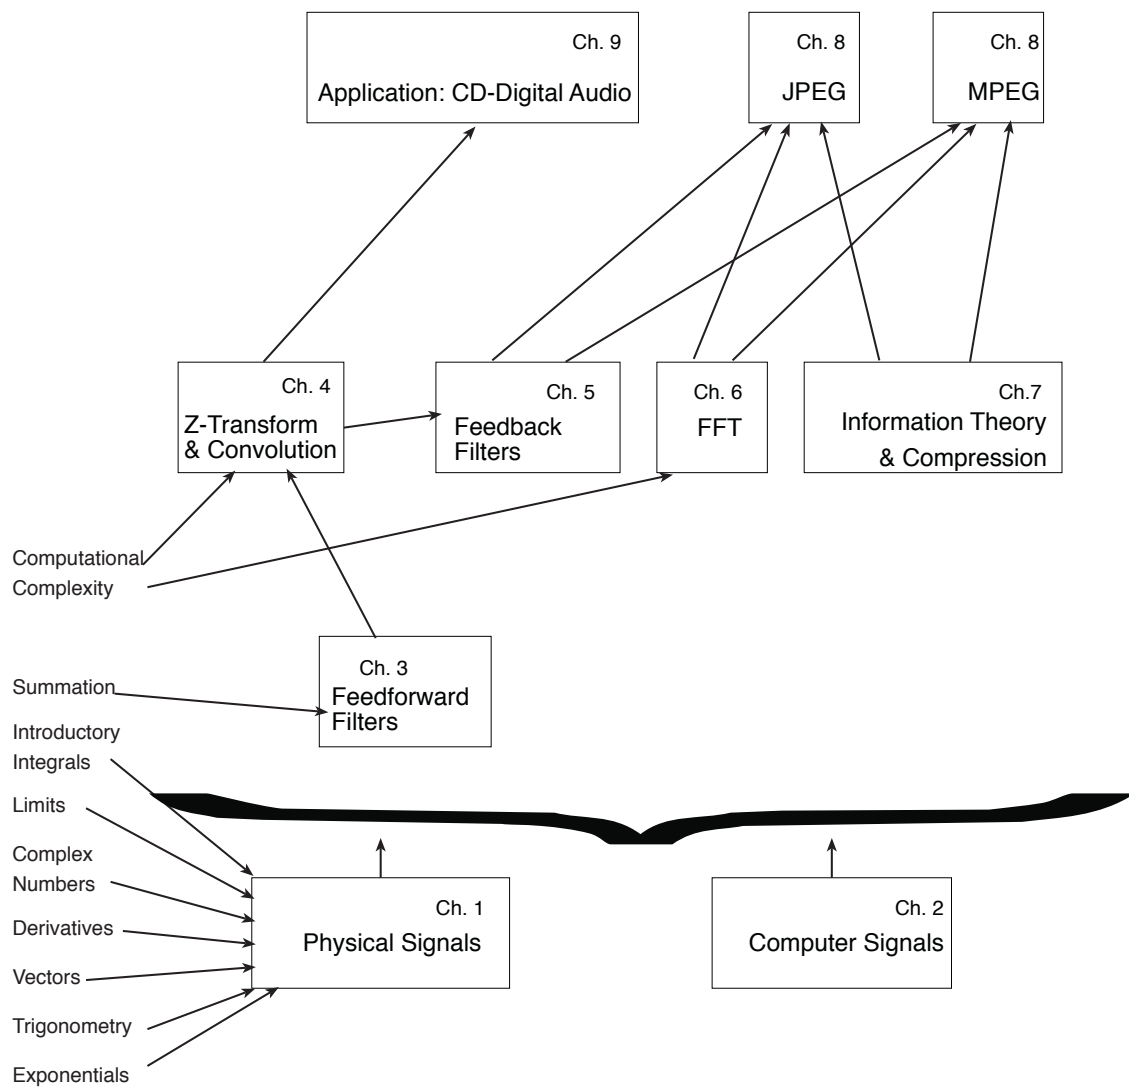 Ch. 9
Application: CD-Digital Audio
Ch. 8
JPEG
Ch. 8
MPEG
Ch. 4
Z-Transform
& Convolution
Ch. 5
Feedback
Filters
Ch. 6
FFT
Ch.7
Information Theory
& Compression
Computational
Complexity
Ch. 3
Feedforward
Filters
Summation
Introductory
Integrals
Limits
Complex
Numbers
Derivatives
Vectors
Trigonometry
Exponentials
Ch. 1
Physical Signals
Ch. 2
Computer Signals